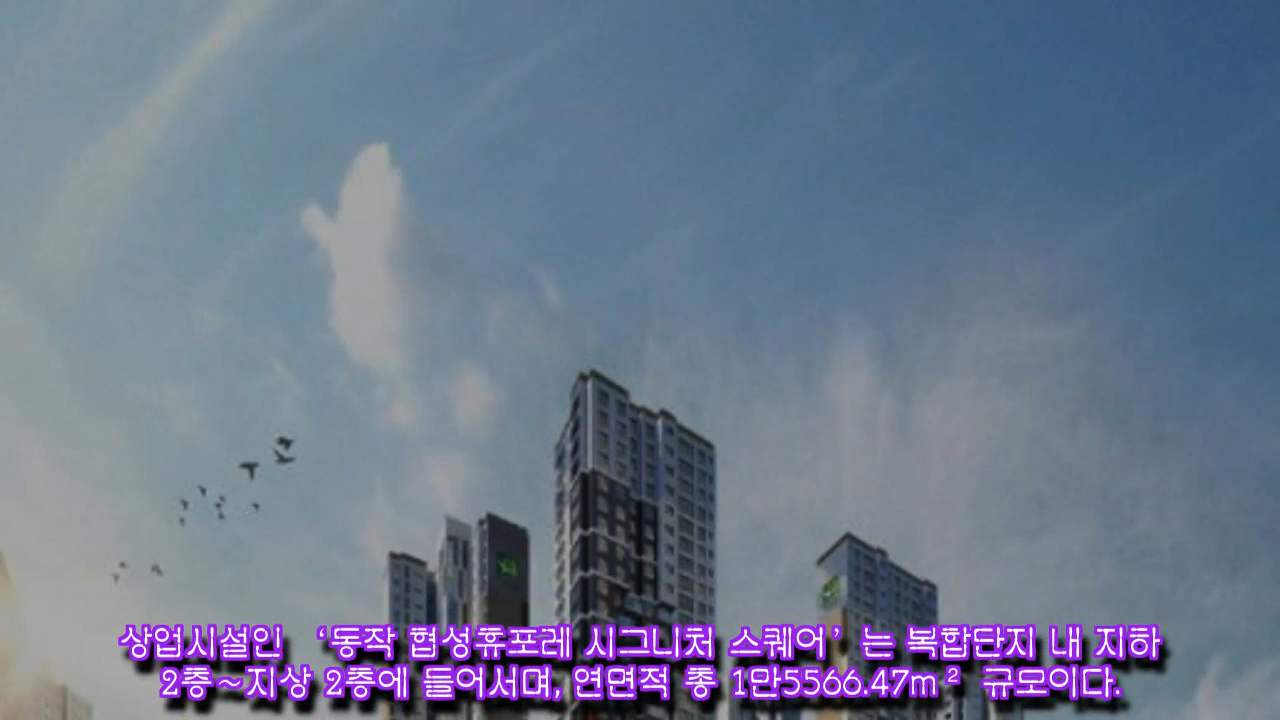 상업시설인 ‘동작 협성휴포레 시그니처 스퀘어’는 복합단지 내 지하
2층~지상 2층에 들어서며, 연면적 총 1만5566.47m² 규모이다.